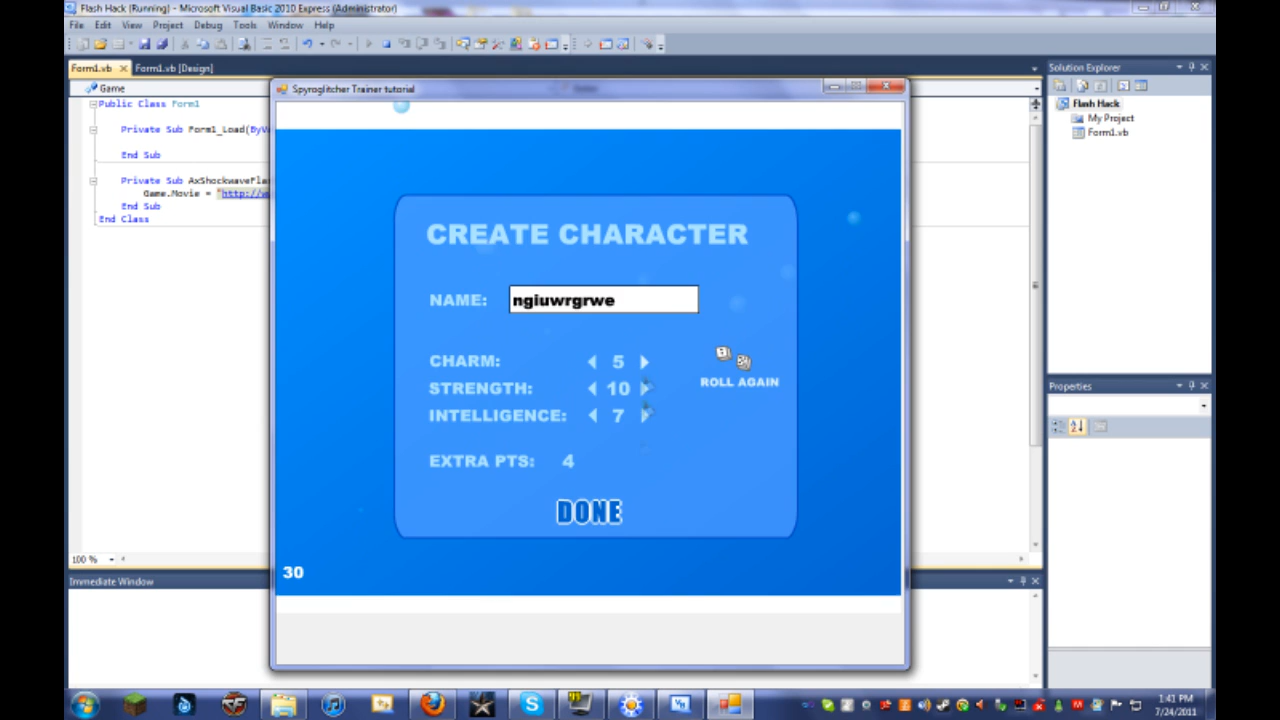 Flash Hack (Running) - Microsoft Visual Basic 2010 Express (Administrator)
File Edit View Project Debug Tools Window Help
Form1.vb Form1.vb [Design]
Game
Public Class Form1
Private Sub Form1_Load(ByVa
End Sub
Private Sub AxShockwaveFla
Game.Movie = "http://w
End Sub
End Class
100 %
Immediate Window
Spyroglitcher Trainer tutorial
CREATE CHARACTER
NAME: ngiuwrgrwe
CHARM: 5
STRENGTH: 10
INTELLIGENCE: 7
ROLL AGAIN
EXTRA PTS: 4
DONE
30
Solution Explorer
Flash Hack
My Project
Form1.vb
Properties
1:41 PM
7/24/2011